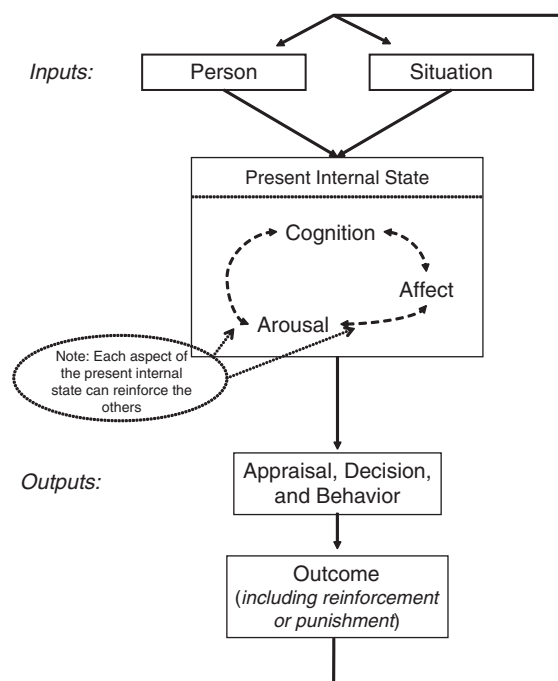 Inputs:
Person
Situation
Present Internal State
Cognition
Affect
Arousal
Note: Each aspect of
the present internal
state can reinforce the
others
Outputs:
Appraisal, Decision,
and Behavior
Outcome
(including reinforcement
or punishment)